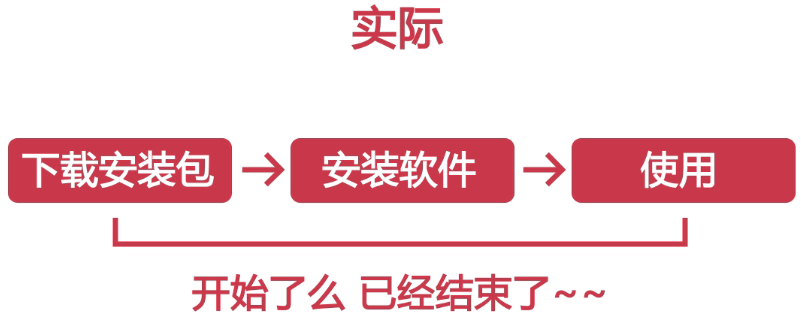 实际
下载安装包 → 安装软件 → 使用
开始了么 已经结束了~~